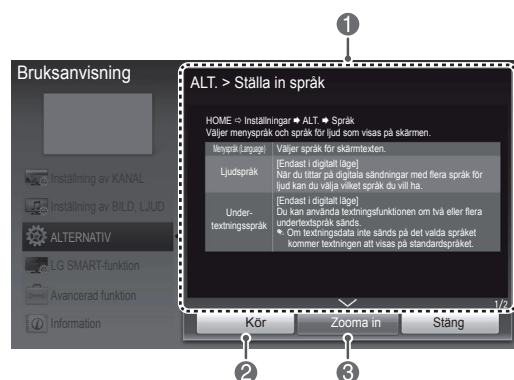 1
Bruksanvisning
Inställning av KANAL
Inställning av BILD, LJUD
ALTERNATIV
LG SMART-funktion
Avancerad funktion
Information
ALT. > Ställa in språk
HOME ⇨ Inställningar ➡ ALT. ➡ Språk
Väljer menyspråk och språk för ljud som visas på skärmen.
Menyspråk (Language)
Väljer språk för skärmtexten.
Ljudspråk
[Endast i digitalt läge]
När du tittar på digitala sändningar med flera språk för
ljud kan du välja vilket språk du vill ha.
Under-
textningsspråk
[Endast i digitalt läge]
Du kan använda textningsfunktionen om två eller flera
undertextspråk sänds.
Om textningsdata inte sänds på det valda språket
kommer textningen att visas på standardspråket.
1/2
Kör
Zooma in
Stäng
2
3